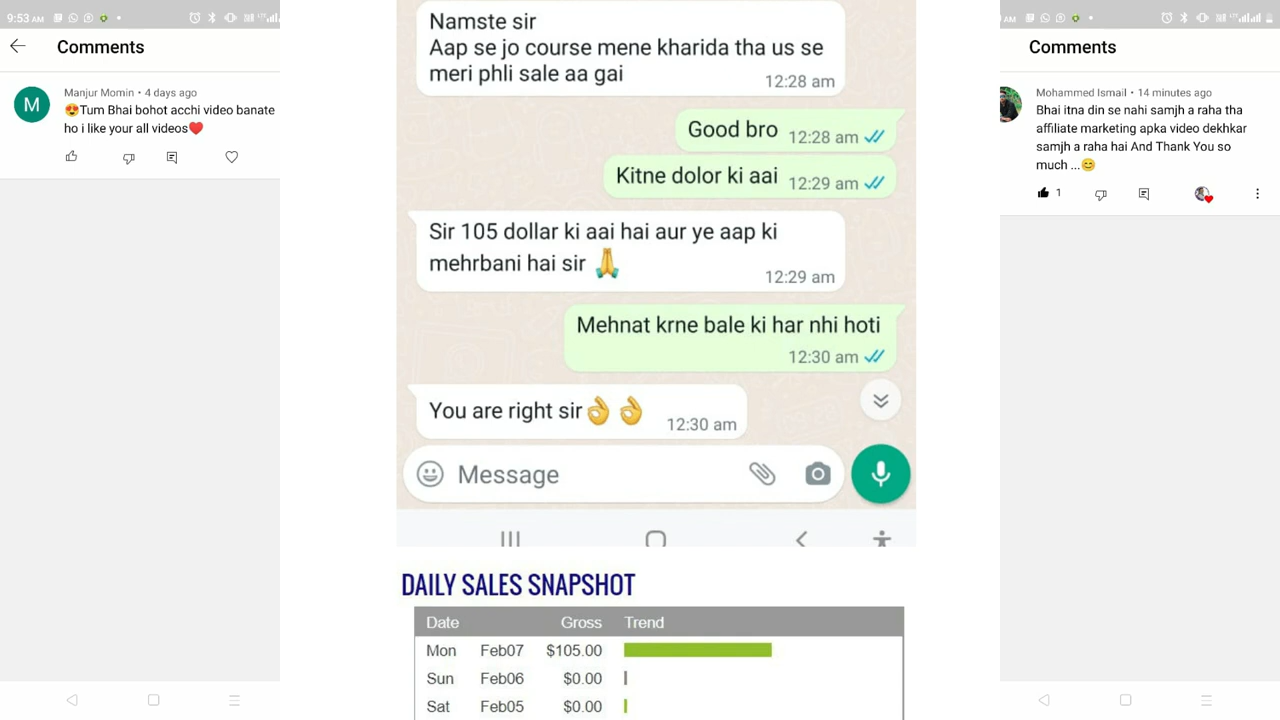 9:53 AM
Comments
Manjur Momin • 4 days ago
😍Tum Bhai bohot acchi video banate
ho i like your all videos❤️
Namste sir
Aap se jo course mene kharida tha us se
meri phli sale aa gai
12:28 am
Good bro 12:28 am
Kitne dolor ki aai 12:29 am
Sir 105 dollar ki aai hai aur ye aap ki
mehrbani hai sir 🙏
12:29 am
Mehnat krne bale ki har nhi hoti
12:30 am
You are right sir👌👌 12:30 am
Message
DAILY SALES SNAPSHOT
Date Gross Trend
Mon Feb07 $105.00
Sun Feb06 $0.00
Sat Feb05 $0.00
AM
Comments
Mohammed Ismail • 14 minutes ago
Bhai itna din se nahi samjh a raha tha
affiliate marketing apka video dekhkar
samjh a raha hai And Thank You so
much ...😊
1